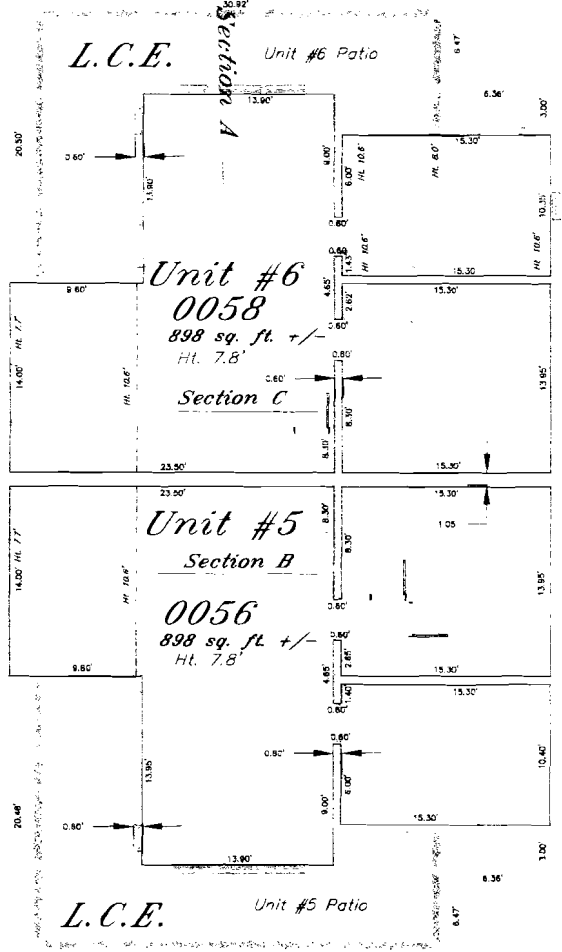 30.92'
L.C.E.
Section A
Unit #6 Patio
6.47'
6.36'
3.00'
13.90'
20.50'
0.60'
13.90'
9.00'
15.30'
6.00'
Ht. 10.6'
Ht. 8.0'
10.35'
Ht. 10.6'
0.60'
0.60
1.43'
Ht. 10.6'
15.30
9.60'
Unit #6
0058
898 sq. ft. +/-
Ht. 7.8'
4.65'
2.62'
0.60'
15.30'
14.00'
Ht. 7.7'
Ht. 10.6'
0.60'
0.60'
Section C
8.30'
8.30'
13.95'
23.50'
15.30'
23.50'
15.30'
Unit #5
Section B
1.05
14.00'
Ht. 7.7'
Ht. 10.6'
8.30'
8.30'
13.95'
0056
898 sq. ft. +/-
Ht. 7.8'
0.60'
0.60'
4.65'
2.65'
15.30'
9.60'
15.30'
1.40'
0.60'
0.60'
13.95'
10.40'
20.48'
9.00'
6.00'
15.30'
13.90'
3.00'
6.36'
L.C.E.
Unit #5 Patio
6.47'